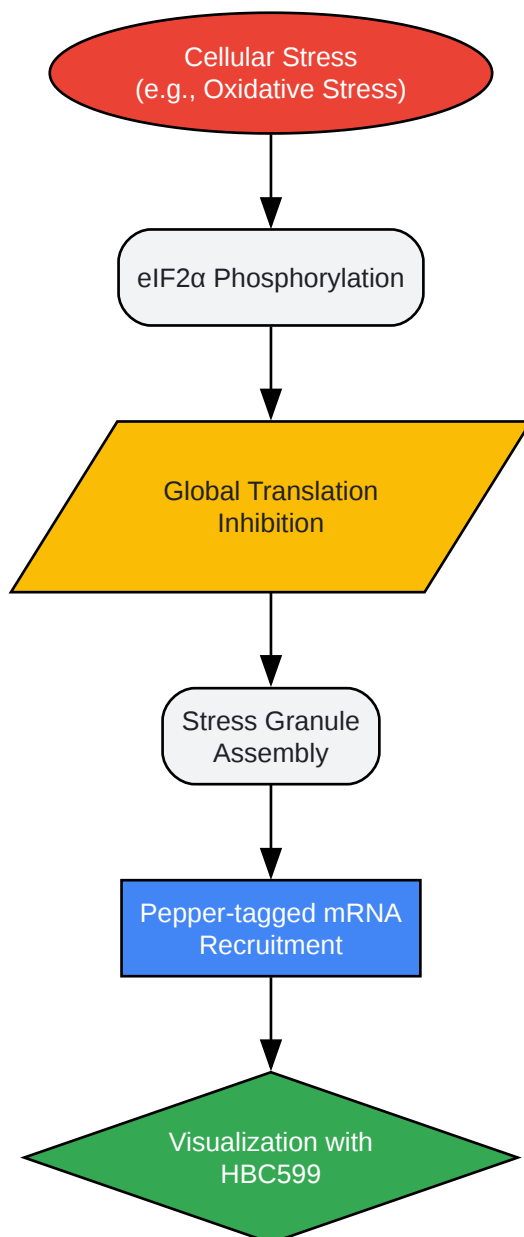 Cellular Stress
(e.g., Oxidative Stress)
eIF2α Phosphorylation
Global Translation
Inhibition
Stress Granule
Assembly
Pepper-tagged mRNA
Recruitment
Visualization with
HBC599